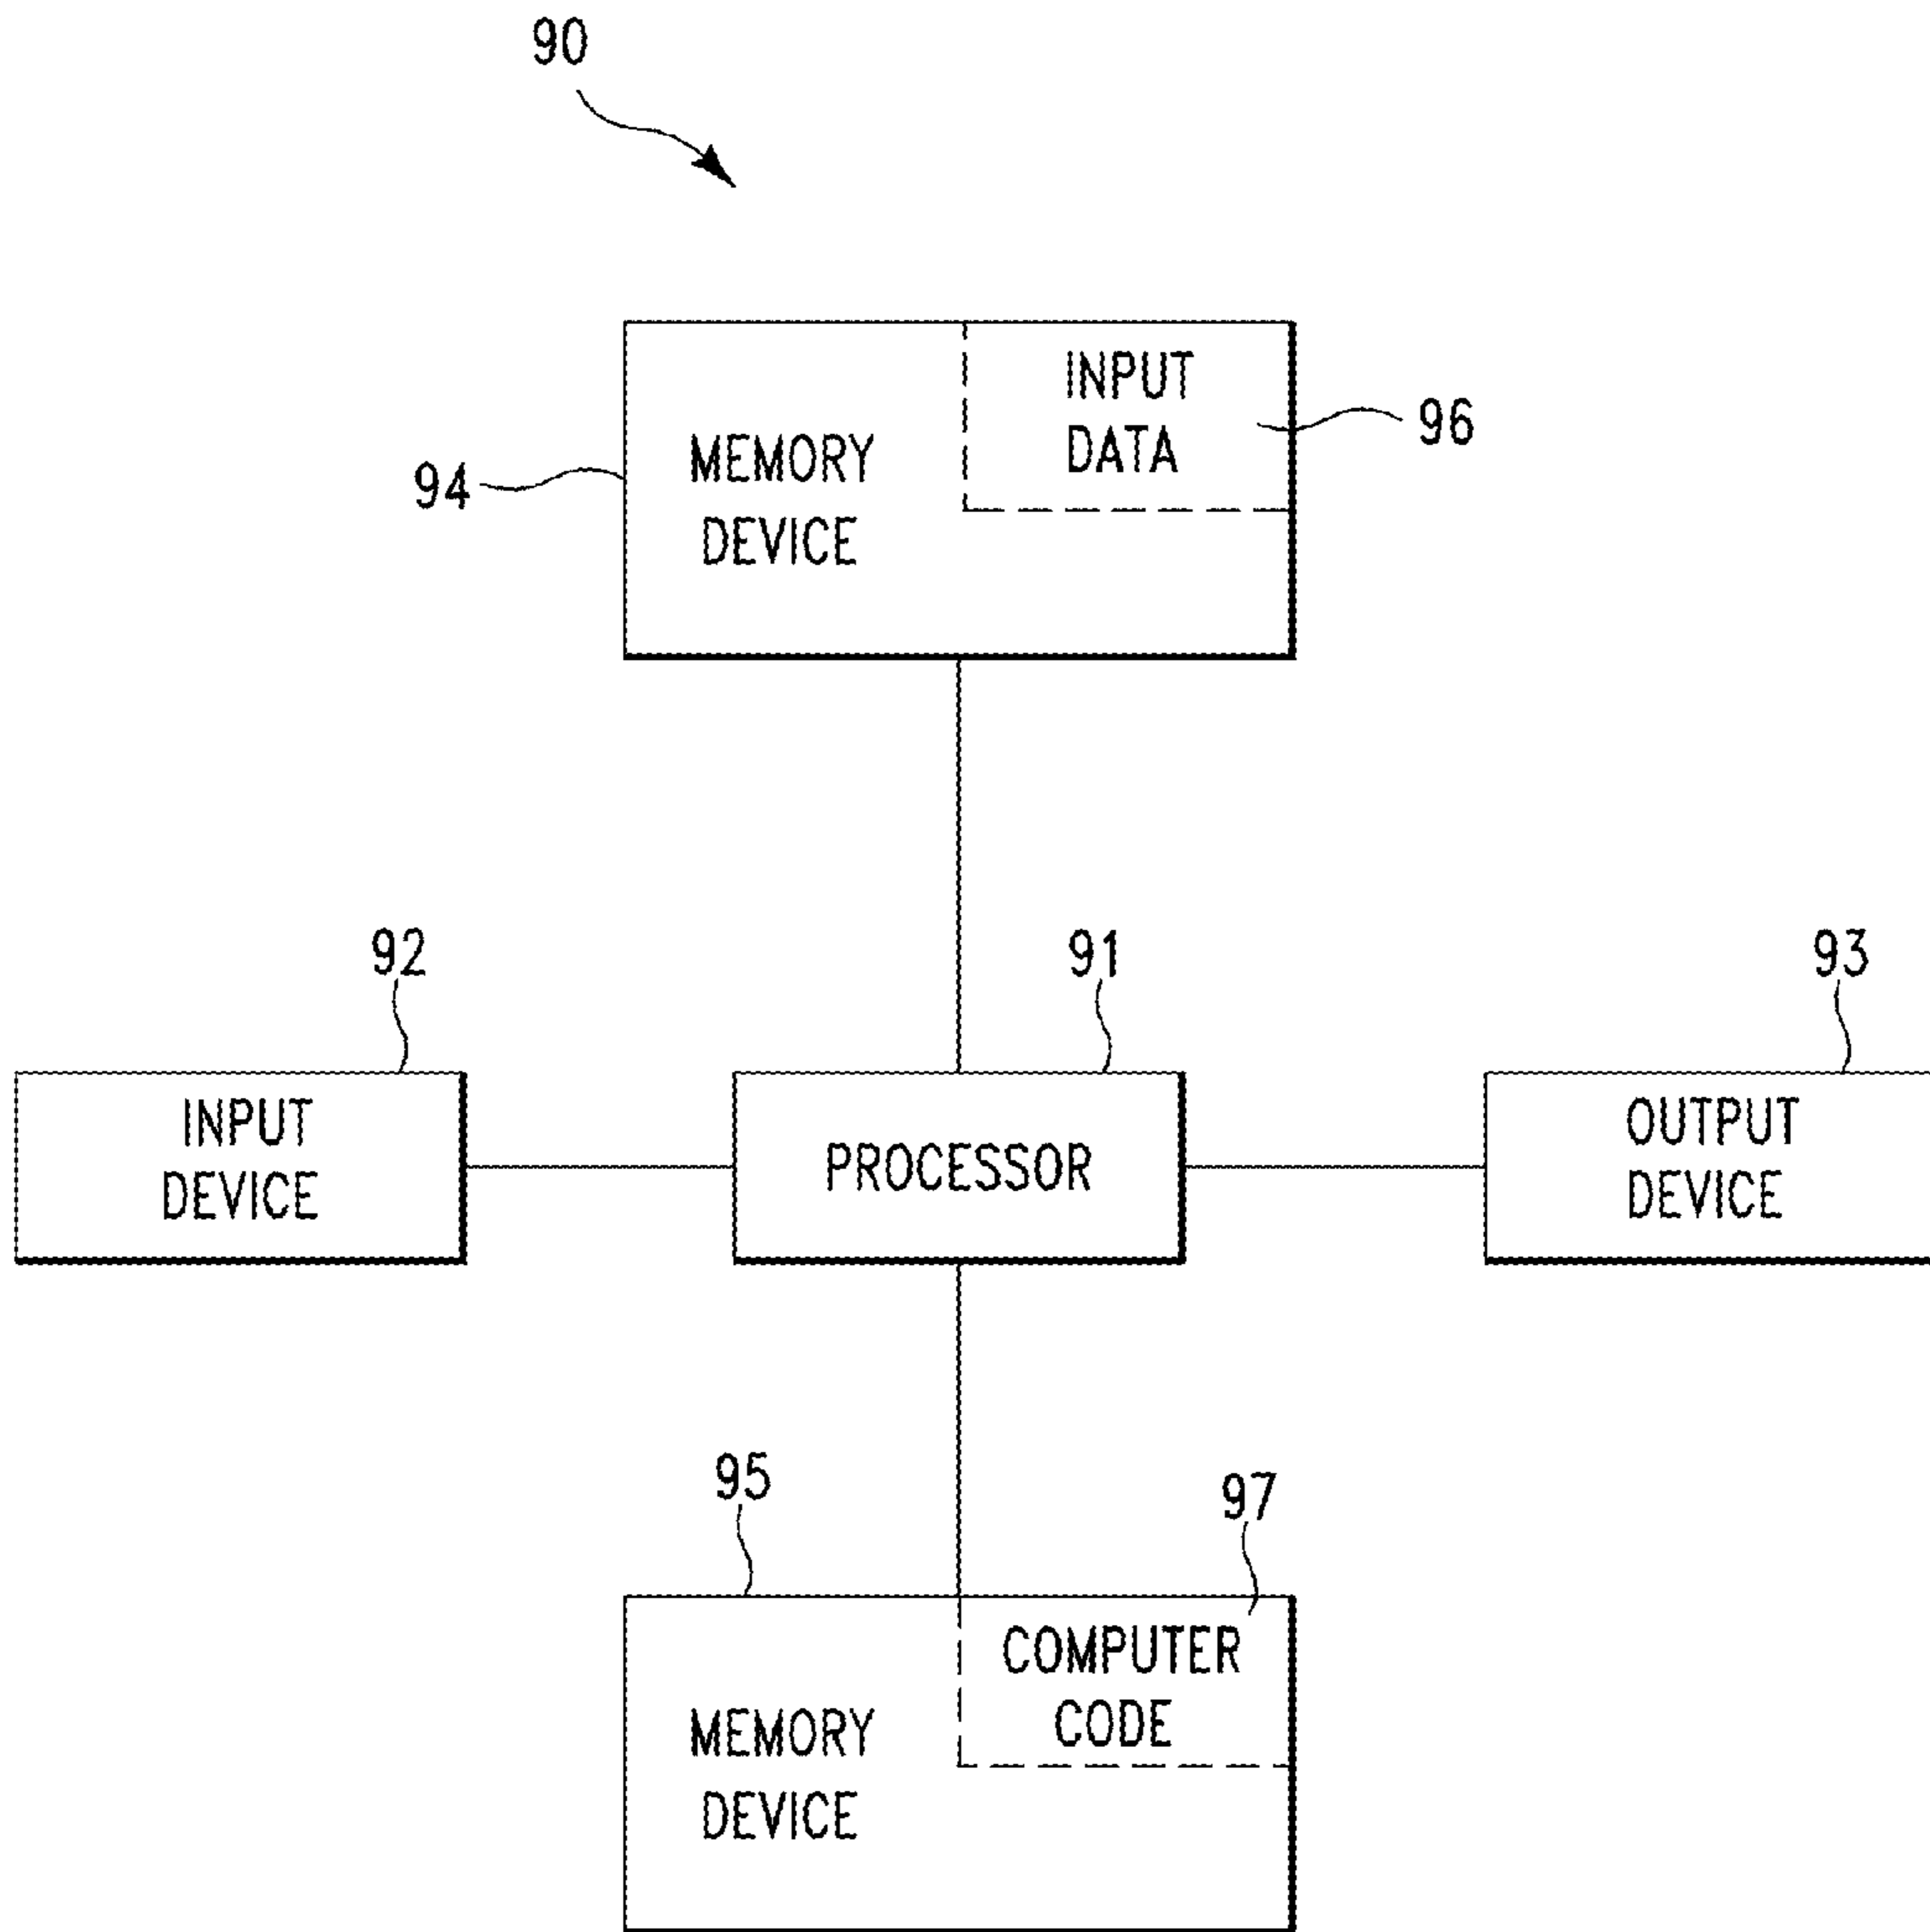 90
INPUT
DATA
96
MEMORY
DEVICE
94
92
91
93
INPUT
DEVICE
PROCESSOR
OUTPUT
DEVICE
95
97
COMPUTER
CODE
MEMORY
DEVICE